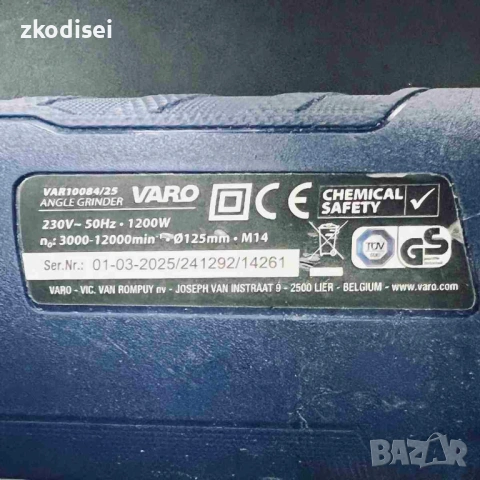 zkodisei
VAR10084/25
ANGLE GRINDER
VARO
CE
CHEMICAL
SAFETY
230V~ 50Hz · 1200W
n₀: 3000-12000min⁻¹ Ø125mm · M14
TÜV
GS
Ser.Nr.: 01-03-2025/241292/14261
VARO - VIC. VAN ROMPUY nv - JOSEPH VAN INSTRAAT 9 - 2500 LIER - BELGIUM - www.varo.com
BAZAR